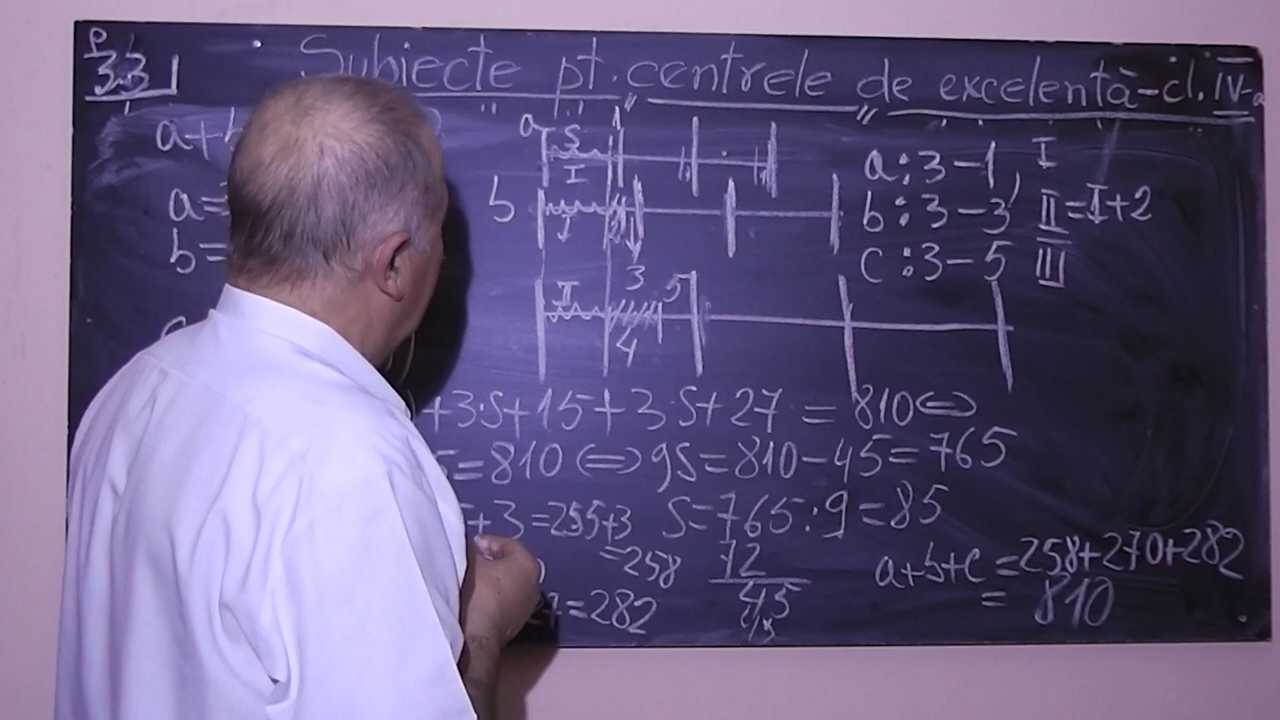 P
33 Subiecte pt. centrele de excelență-cl. IV-a
a+b
a=
b=
a S
I
b I
II 3 5
4
a:3-1, I
b:3-3, II=I+2
c:3-5 III
+3·S+15+3·S+27=810⇔
=810⇔9S=810-45=765
+3=255+3 S=765:9=85
=258 72
45
=282
a+b+c=258+270+282
=810